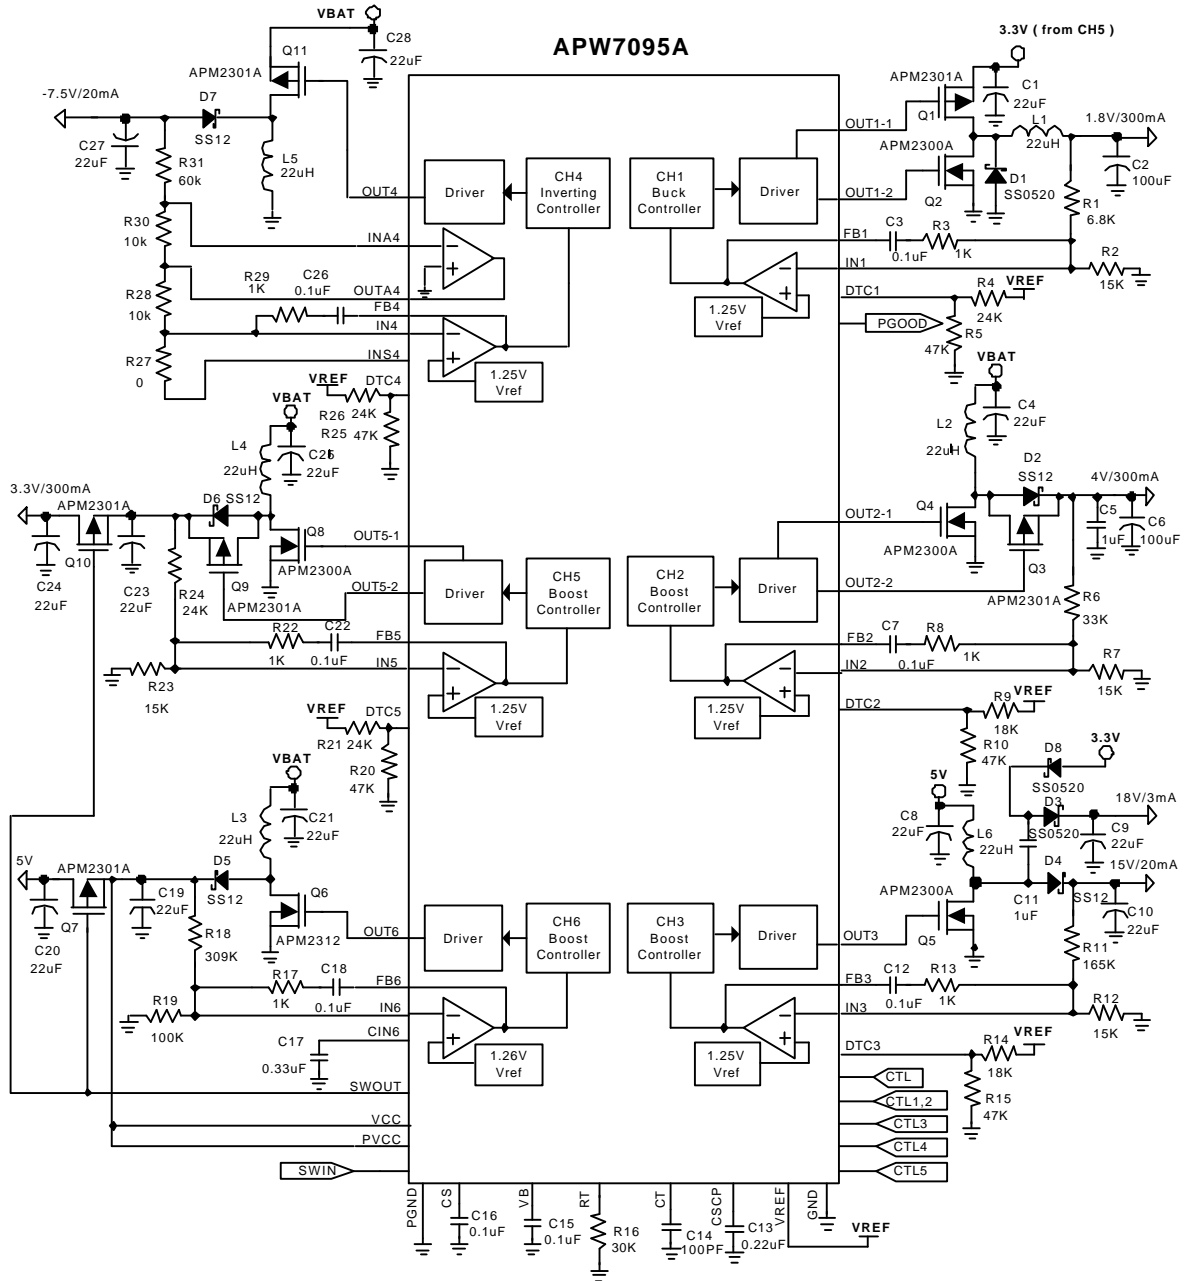 APW7095A
VBAT
C28
22uF
Q11
APM2301A
-7.5V/20mA
D7
SS12
C27
22uF
R31
60k
L5
22uH
R30
10k
R28
10k
R27
0
R29
1K
C26
0.1uF
OUT4
INA4
OUTA4
FB4
IN4
INS4
Driver
CH4
Inverting
Controller
1.25V
Vref
VREF
DTC4
R26
24K
R25
47K
VBAT
L4
22uH
C26
22uF
3.3V/300mA
APM2301A
D6
SS12
Q8
APM2300A
Q10
Q9
APM2301A
C24
22uF
C23
22uF
R24
24K
OUT5-1
OUT5-2
R22
1K
C22
0.1uF
FB5
IN5
R23
15K
Driver
CH5
Boost
Controller
1.25V
Vref
VREF
DTC5
R21
24K
R20
47K
VBAT
L3
22uH
C21
22uF
5V
APM2301A
D5
SS12
Q7
C20
22uF
C19
22uF
Q6
APM2312
R18
309K
R17
1K
C18
0.1uF
R19
100K
OUT6
FB6
IN6
CIN6
C17
0.33uF
Driver
CH6
Boost
Controller
1.26V
Vref
SWOUT
VCC
PVCC
SWIN
3.3V ( from CH5 )
APM2301A
C1
22uF
Q1
L1
22uH
1.8V/300mA
OUT1-1
APM2300A
OUT1-2
Q2
D1
SS0520
C2
100uF
R1
6.8K
CH1
Buck
Controller
Driver
FB1
C3
0.1uF
R3
1K
IN1
R2
15K
DTC1
R4
24K
VREF
1.25V
Vref
PGOOD
R5
47K
VBAT
C4
22uF
L2
22uH
D2
SS12
4V/300mA
OUT2-1
Q4
APM2300A
C5
1uF
C6
100uF
OUT2-2
Q3
APM2301A
R6
33K
CH2
Boost
Controller
Driver
FB2
C7
0.1uF
R8
1K
IN2
R7
15K
1.25V
Vref
DTC2
R9
18K
VREF
R10
47K
3.3V
D8
SS0520
5V
18V/3mA
D3
SS0520
C8
22uF
L6
22uH
C9
22uF
D4
SS12
15V/20mA
APM2300A
C11
1uF
C10
22uF
OUT3
Q5
R11
165K
CH3
Boost
Controller
Driver
FB3
C12
0.1uF
R13
1K
IN3
R12
15K
1.25V
Vref
DTC3
R14
18K
VREF
R15
47K
CTL
CTL1,2
CTL3
CTL4
CTL5
PGND
CS
VB
RT
CT
CSCP
VREF
GND
C16
0.1uF
C15
0.1uF
R16
30K
C14
100PF
C13
0.22uF
VREF